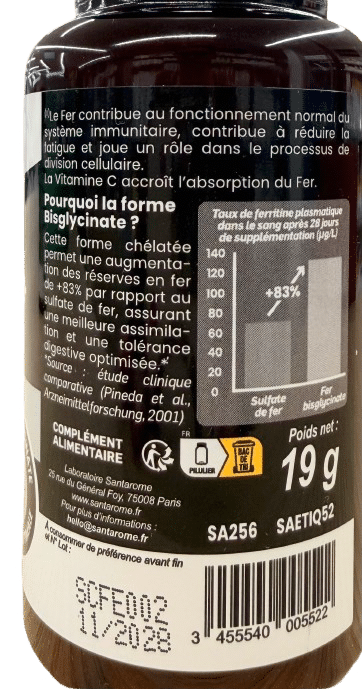 ⁽¹⁾Le Fer contribue au fonctionnement normal du
système immunitaire, contribue à réduire la
fatigue et joue un rôle dans le processus de
division cellulaire.
La Vitamine C accroît l'absorption du Fer.
Pourquoi la forme
Bisglycinate ?
Cette forme chélatée
permet une augmenta-
tion des réserves en fer
de +83% par rapport au
sulfate de fer, assurant
une meilleure assimila-
tion et une tolérance
digestive optimisée.*
*Source : étude clinique
comparative (Pineda et al.,
Arzneimittelforschung, 2001)
Taux de ferritine plasmatique
dans le sang après 28 jours
de supplémentation (µg/L)
140
120
100
80
60
40
20
0
+83%
Sulfate
de fer
Fer
bisglycinate
COMPLÉMENT
ALIMENTAIRE
FR
PILULIER
BAC
DE
TRI
Poids net :
19 g
Laboratoire Santarome
25 rue du Général Foy, 75008 Paris
www.santarome.fr
Pour plus d'informations :
hello@santarome.fr
SA256 SAETIQ52
A consommer de préférence avant fin
et N° Lot :
SCFE002
11/2028
3 455540 005522